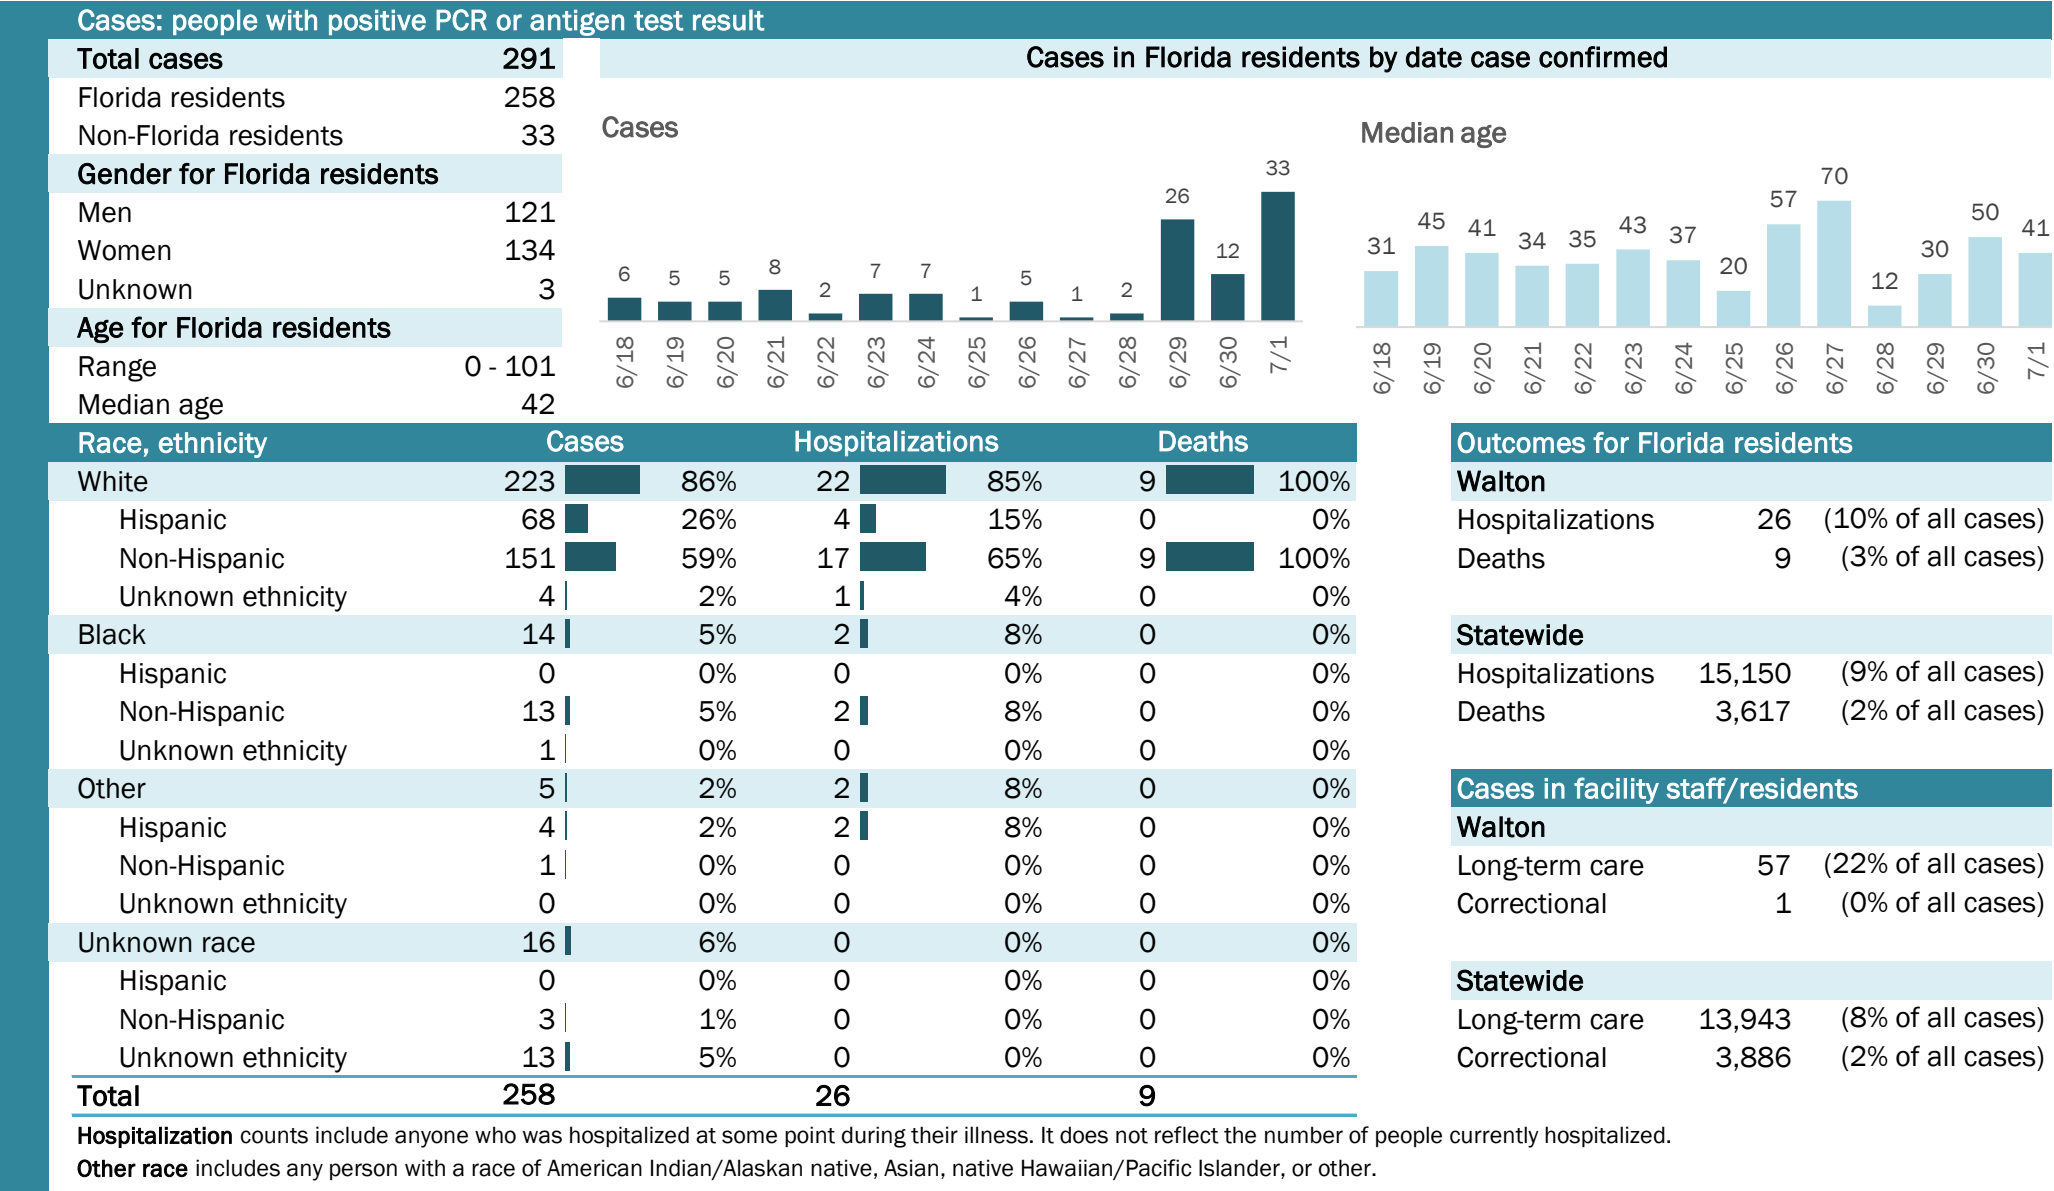 Cases: people with positive PCR or antigen test result
Total cases 291
Florida residents 258
Non-Florida residents 33
Gender for Florida residents
Men 121
Women 134
Unknown 3
Age for Florida residents
Range 0 - 101
Median age 42
Cases in Florida residents by date case confirmed
Cases
6 5 5 8 2 7 7 1 5 1 2 26 12 33
6/18 6/19 6/20 6/21 6/22 6/23 6/24 6/25 6/26 6/27 6/28 6/29 6/30 7/1
Median age
31 45 41 34 35 43 37 20 57 70 12 30 50 41
6/18 6/19 6/20 6/21 6/22 6/23 6/24 6/25 6/26 6/27 6/28 6/29 6/30 7/1
Race, ethnicity Cases Hospitalizations Deaths
White 223 86% 22 85% 9 100%
Hispanic 68 26% 4 15% 0 0%
Non-Hispanic 151 59% 17 65% 9 100%
Unknown ethnicity 4 2% 1 4% 0 0%
Black 14 5% 2 8% 0 0%
Hispanic 0 0% 0 0% 0 0%
Non-Hispanic 13 5% 2 8% 0 0%
Unknown ethnicity 1 0% 0 0% 0 0%
Other 5 2% 2 8% 0 0%
Hispanic 4 2% 2 8% 0 0%
Non-Hispanic 1 0% 0 0% 0 0%
Unknown ethnicity 0 0% 0 0% 0 0%
Unknown race 16 6% 0 0% 0 0%
Hispanic 0 0% 0 0% 0 0%
Non-Hispanic 3 1% 0 0% 0 0%
Unknown ethnicity 13 5% 0 0% 0 0%
Total 258 26 9
Outcomes for Florida residents
Walton
Hospitalizations 26 (10% of all cases)
Deaths 9 (3% of all cases)
Statewide
Hospitalizations 15,150 (9% of all cases)
Deaths 3,617 (2% of all cases)
Cases in facility staff/residents
Walton
Long-term care 57 (22% of all cases)
Correctional 1 (0% of all cases)
Statewide
Long-term care 13,943 (8% of all cases)
Correctional 3,886 (2% of all cases)
Hospitalization counts include anyone who was hospitalized at some point during their illness. It does not reflect the number of people currently hospitalized.
Other race includes any person with a race of American Indian/Alaskan native, Asian, native Hawaiian/Pacific Islander, or other.